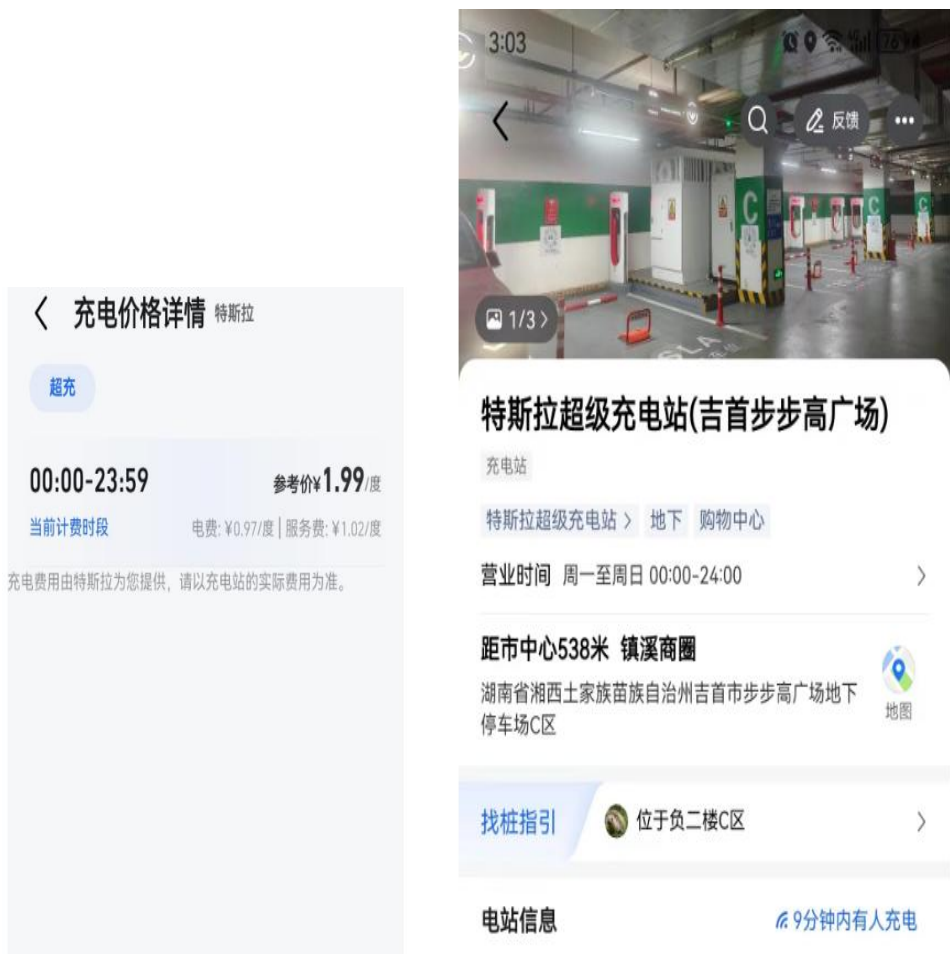 充电价格详情 特斯拉
超充
00:00-23:59 参考价¥1.99/度
当前计费时段 电费: ¥0.97/度 | 服务费: ¥1.02/度
充电费用由特斯拉为您提供，请以充电站的实际费用为准。
3:03
反馈
C
C
C
1/3
特斯拉超级充电站(吉首步步高广场)
充电站
特斯拉超级充电站 地下 购物中心
营业时间 周一至周日 00:00-24:00
距市中心538米 镇溪商圈
湖南省湘西土家族苗族自治州吉首市步步高广场地下
停车场C区
地图
找桩指引 位于负二楼C区
电站信息 9分钟内有人充电